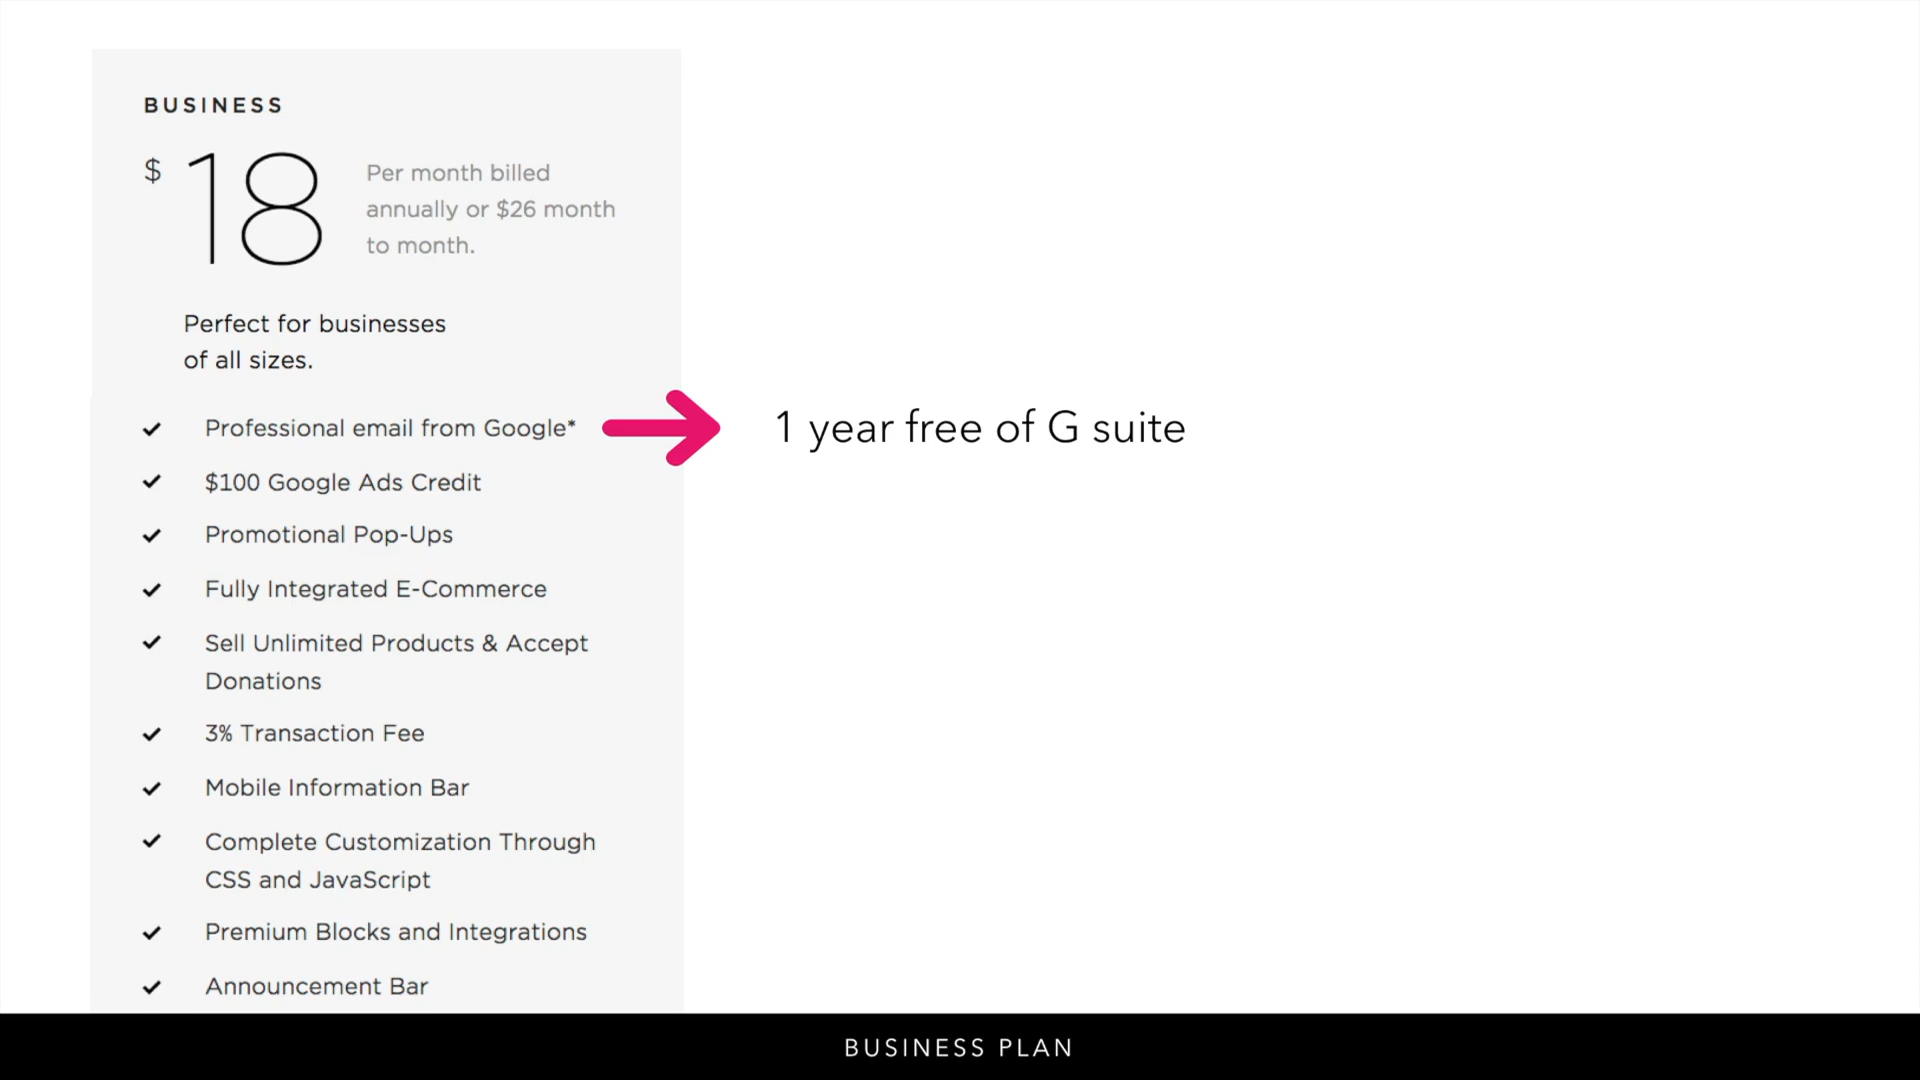 BUSINESS
$ 18
Per month billed
annually or $26 month
to month.
Perfect for businesses
of all sizes.
Professional email from Google*
1 year free of G suite
$100 Google Ads Credit
Promotional Pop-Ups
Fully Integrated E-Commerce
Sell Unlimited Products & Accept
Donations
3% Transaction Fee
Mobile Information Bar
Complete Customization Through
CSS and JavaScript
Premium Blocks and Integrations
Announcement Bar
BUSINESS PLAN